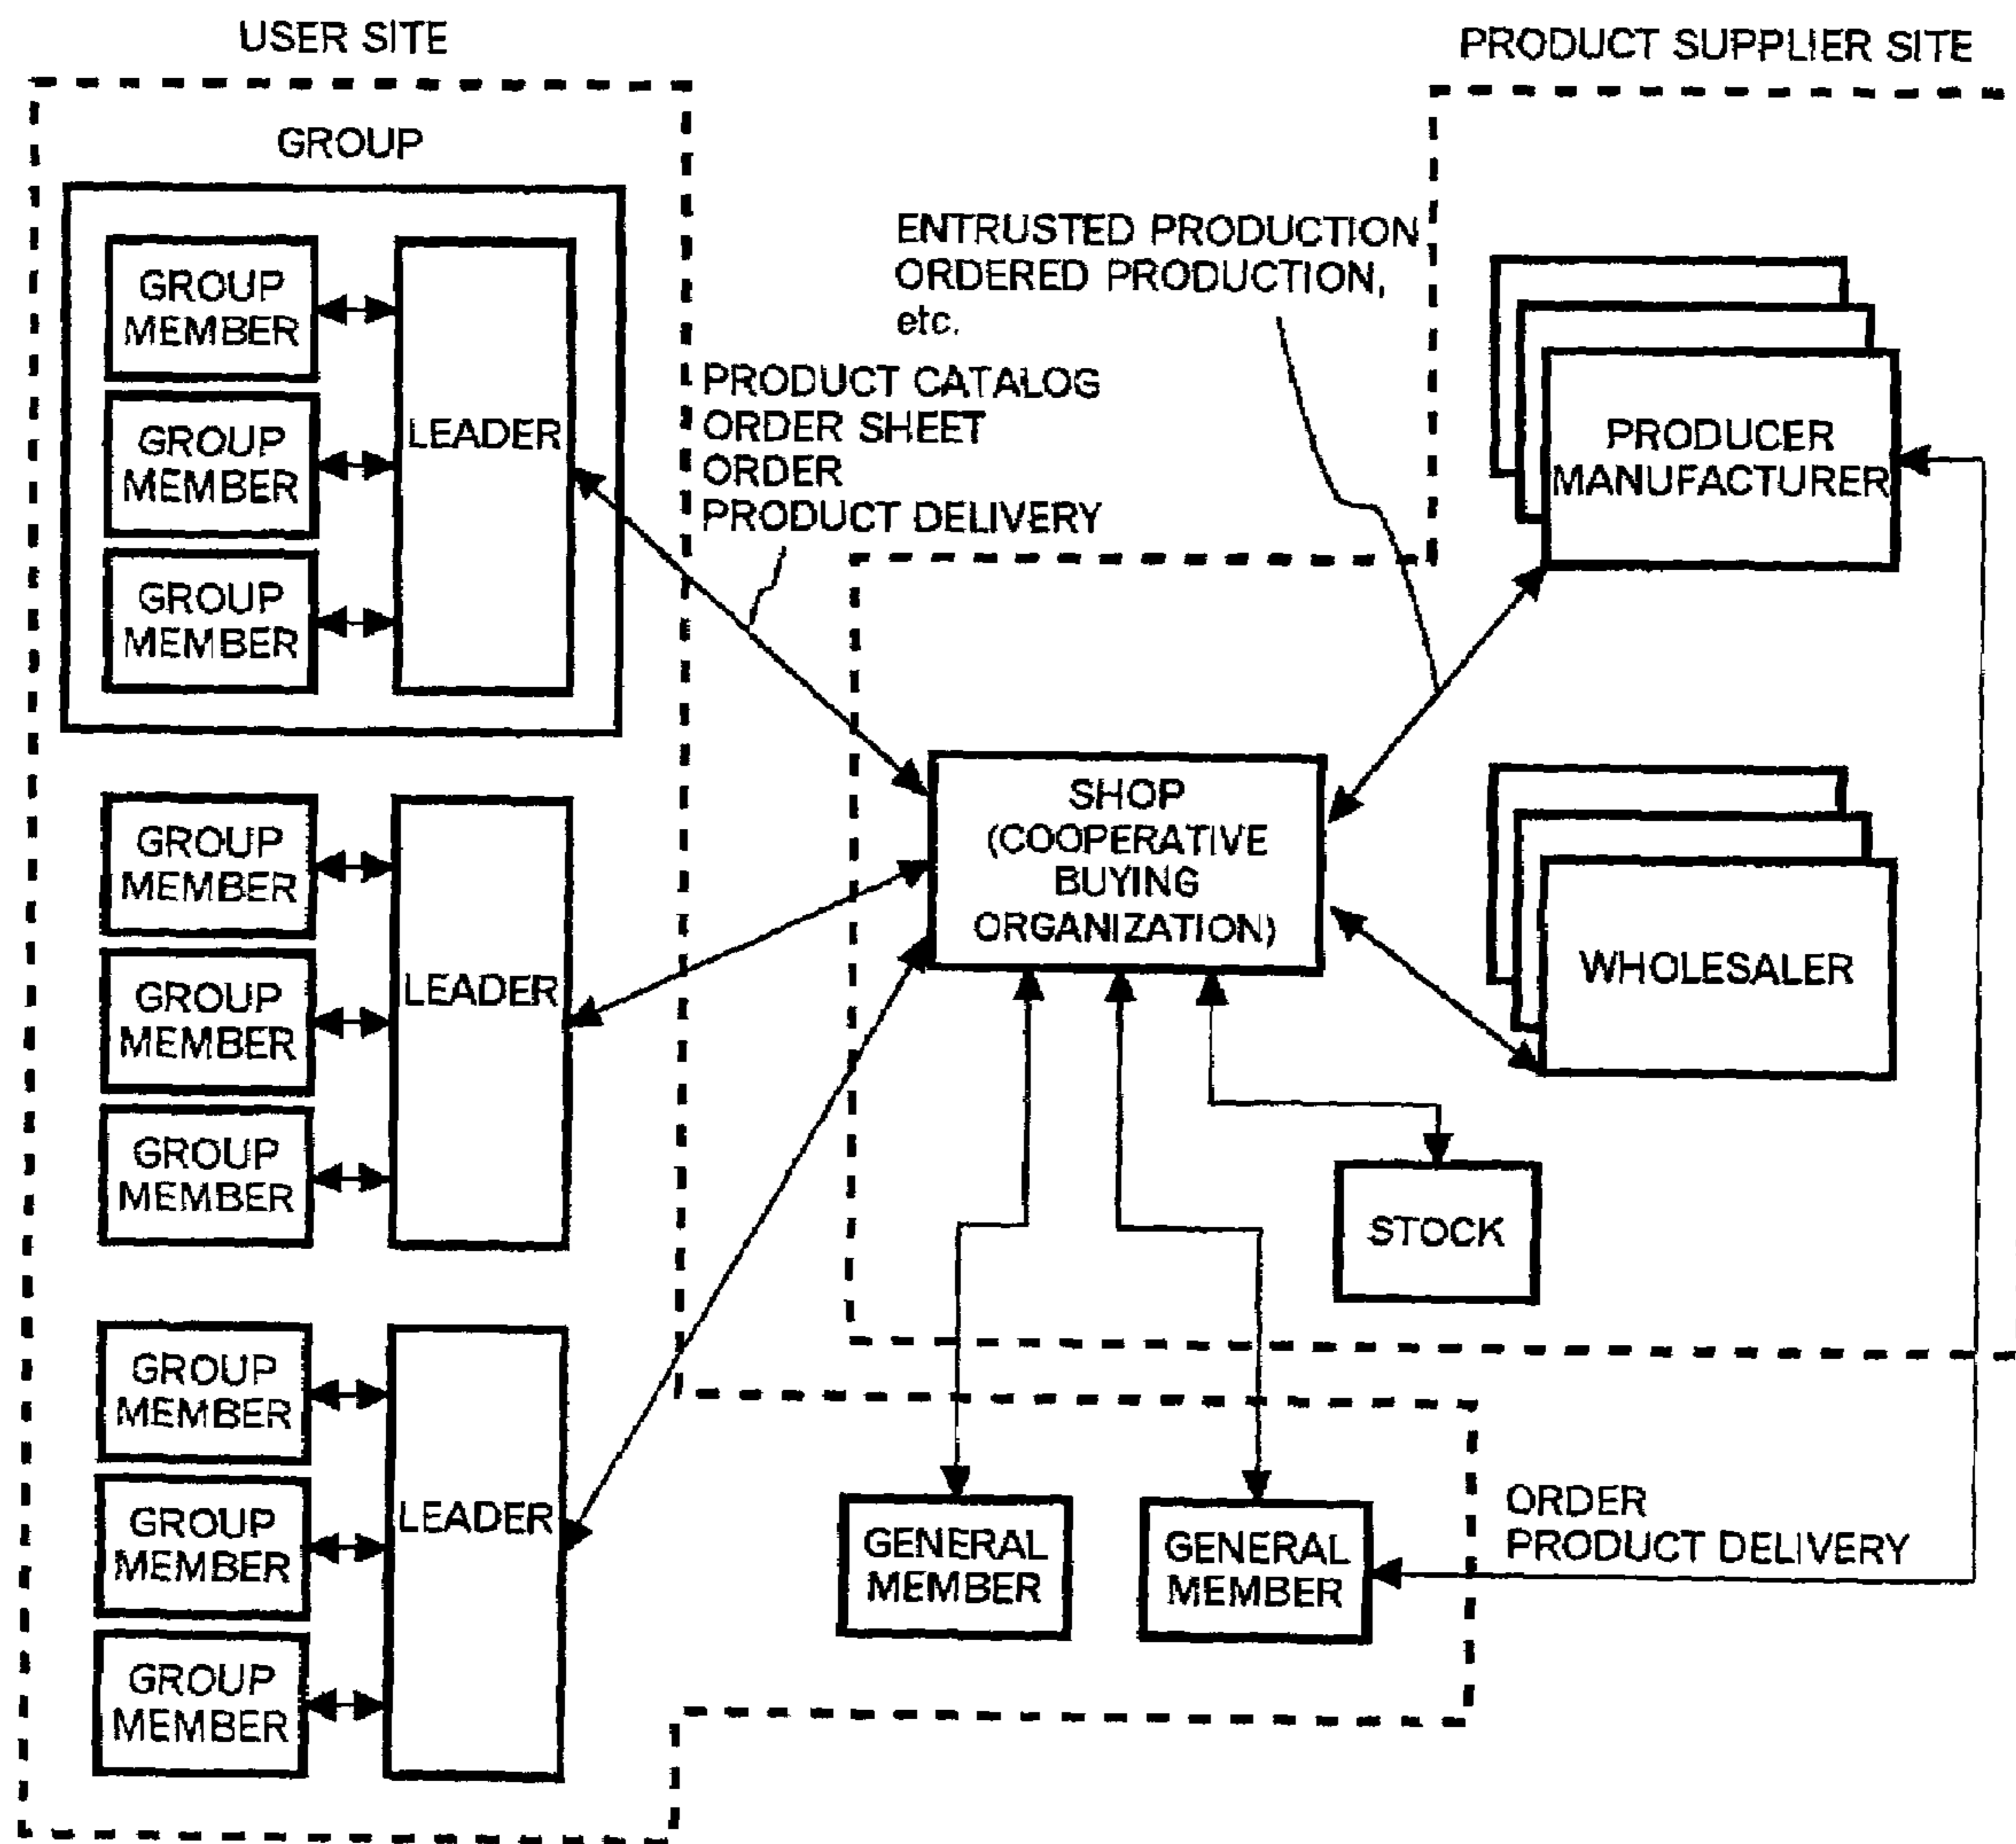 USER SITE
PRODUCT SUPPLIER SITE
GROUP
GROUP
MEMBER
GROUP
MEMBER
GROUP
MEMBER
LEADER
PRODUCT CATALOG
ORDER SHEET
ORDER
PRODUCT DELIVERY
ENTRUSTED PRODUCTION
ORDERED PRODUCTION,
etc.
PRODUCER
MANUFACTURER
GROUP
MEMBER
GROUP
MEMBER
GROUP
MEMBER
LEADER
SHOP
(COOPERATIVE
BUYING
ORGANIZATION)
WHOLESALER
STOCK
GROUP
MEMBER
GROUP
MEMBER
GROUP
MEMBER
LEADER
GENERAL
MEMBER
GENERAL
MEMBER
ORDER
PRODUCT DELIVERY